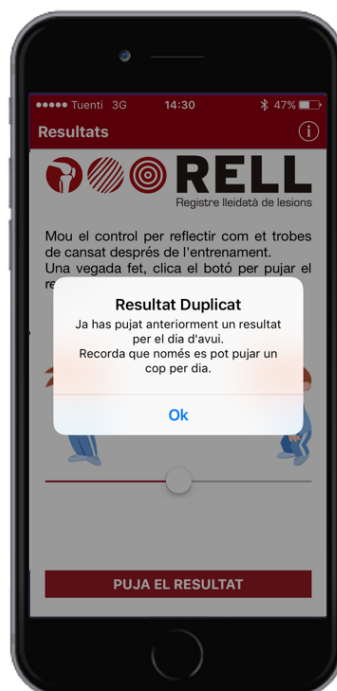 Tuenti 3G 14:30 47%
Resultats
RELL
Registre lleidatà de lesions
Mou el control per reflectir com et trobes
de cansat després de l'entrenament.
Una vegada fet, clica el botó per pujar el
Resultat Duplicat
Ja has pujat anteriorment un resultat
per el dia d'avui.
Recorda que només es pot pujar un
cop per dia.
Ok
PUJA EL RESULTAT